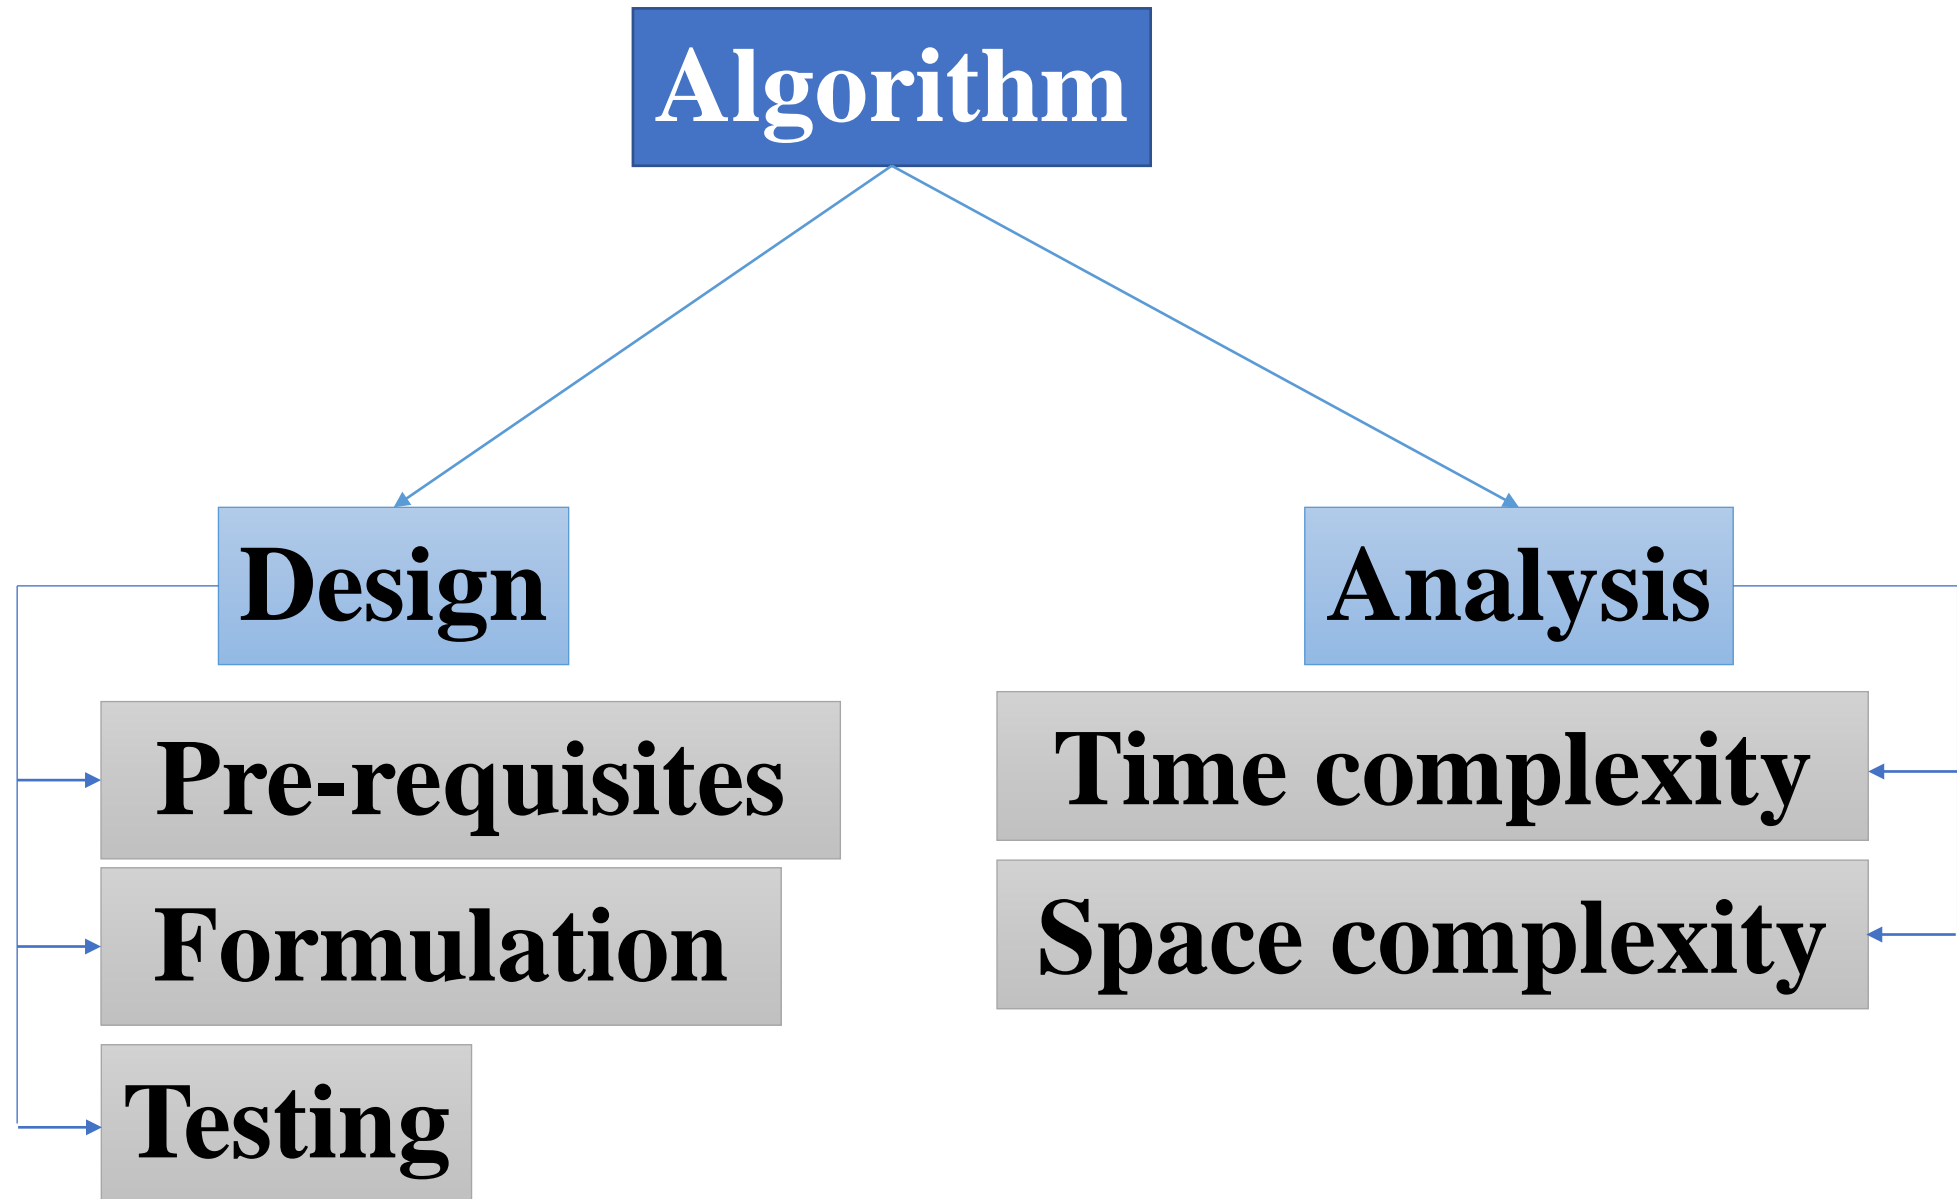 Algorithm
Design
Analysis
Pre-requisites
Formulation
Testing
Time complexity
Space complexity